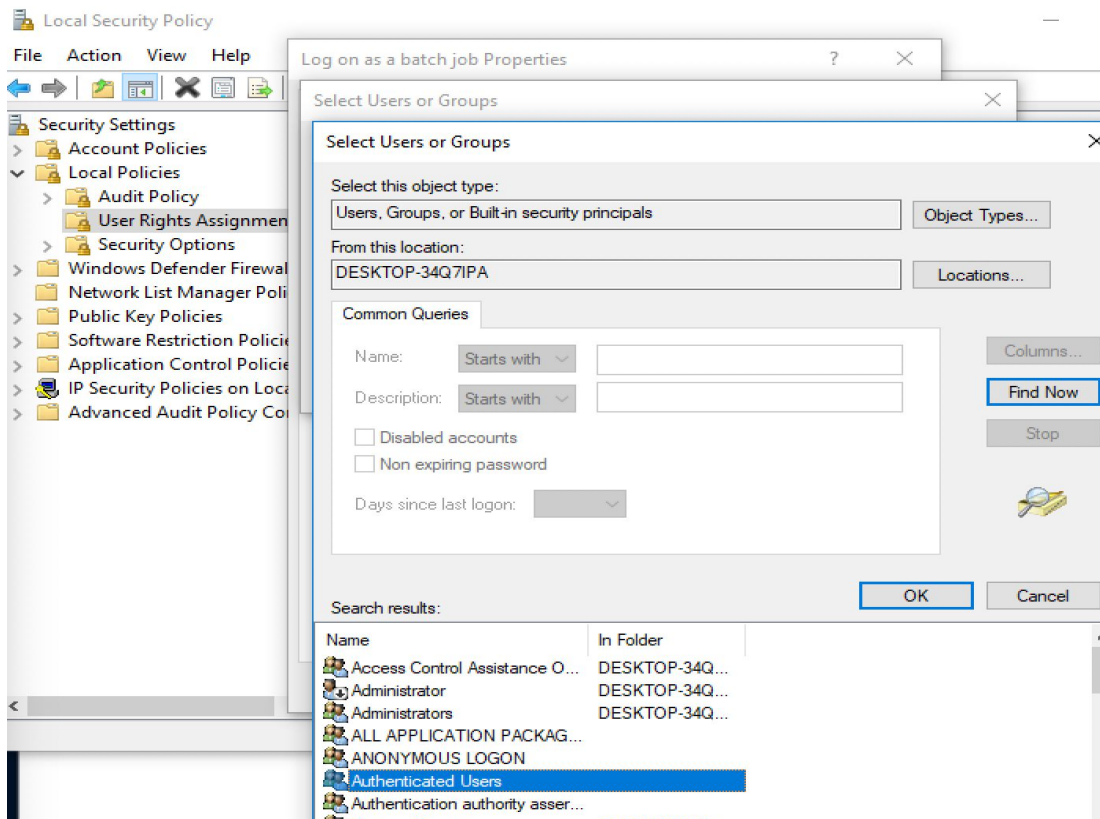 Local Security Policy
File Action View Help
Log on as a batch job Properties
Select Users or Groups
Select Users or Groups
Security Settings
Account Policies
Local Policies
Audit Policy
User Rights Assignmen
Security Options
Windows Defender Firewal
Network List Manager Poli
Public Key Policies
Software Restriction Policie
Application Control Policie
IP Security Policies on Loca
Advanced Audit Policy Co
Select this object type:
Users, Groups, or Built-in security principals
Object Types...
From this location:
DESKTOP-34Q7IPA
Locations...
Common Queries
Name: Starts with
Description: Starts with
Disabled accounts
Non expiring password
Days since last logon:
Columns...
Find Now
Stop
OK Cancel
Search results:
Name In Folder
Access Control Assistance O... DESKTOP-34Q...
Administrator DESKTOP-34Q...
Administrators DESKTOP-34Q...
ALL APPLICATION PACKAG...
ANONYMOUS LOGON
Authenticated Users
Authentication authority asser...